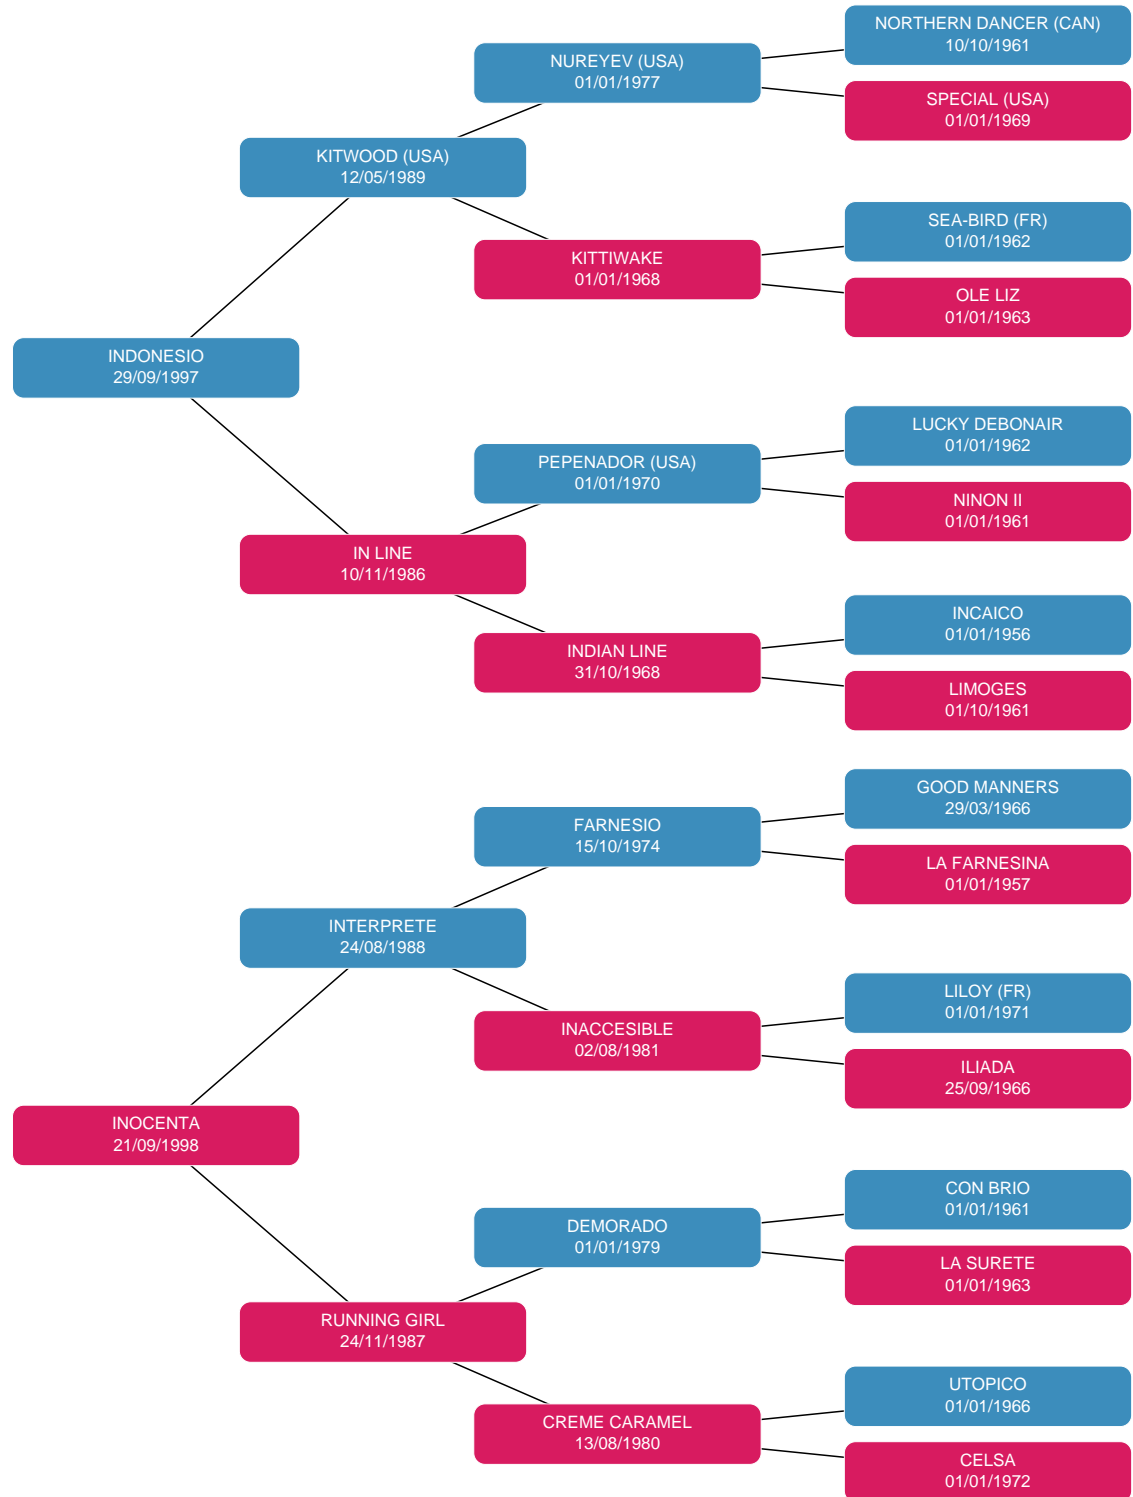 NORTHERN DANCER (CAN)
10/10/1961
NUREYEV (USA)
01/01/1977
SPECIAL (USA)
01/01/1969
KITWOOD (USA)
12/05/1989
SEA-BIRD (FR)
01/01/1962
KITTIWAKE
01/01/1968
OLE LIZ
01/01/1963
INDONESIO
29/09/1997
LUCKY DEBONAIR
01/01/1962
PEPENADOR (USA)
01/01/1970
NINON II
01/01/1961
IN LINE
10/11/1986
INCAICO
01/01/1956
INDIAN LINE
31/10/1968
LIMOGES
01/10/1961
GOOD MANNERS
29/03/1966
FARNESIO
15/10/1974
LA FARNESINA
01/01/1957
INTERPRETE
24/08/1988
LILOY (FR)
01/01/1971
INACCESIBLE
02/08/1981
ILIADA
25/09/1966
INOCENTA
21/09/1998
CON BRIO
01/01/1961
DEMORADO
01/01/1979
LA SURETE
01/01/1963
RUNNING GIRL
24/11/1987
UTOPICO
01/01/1966
CREME CARAMEL
13/08/1980
CELSA
01/01/1972